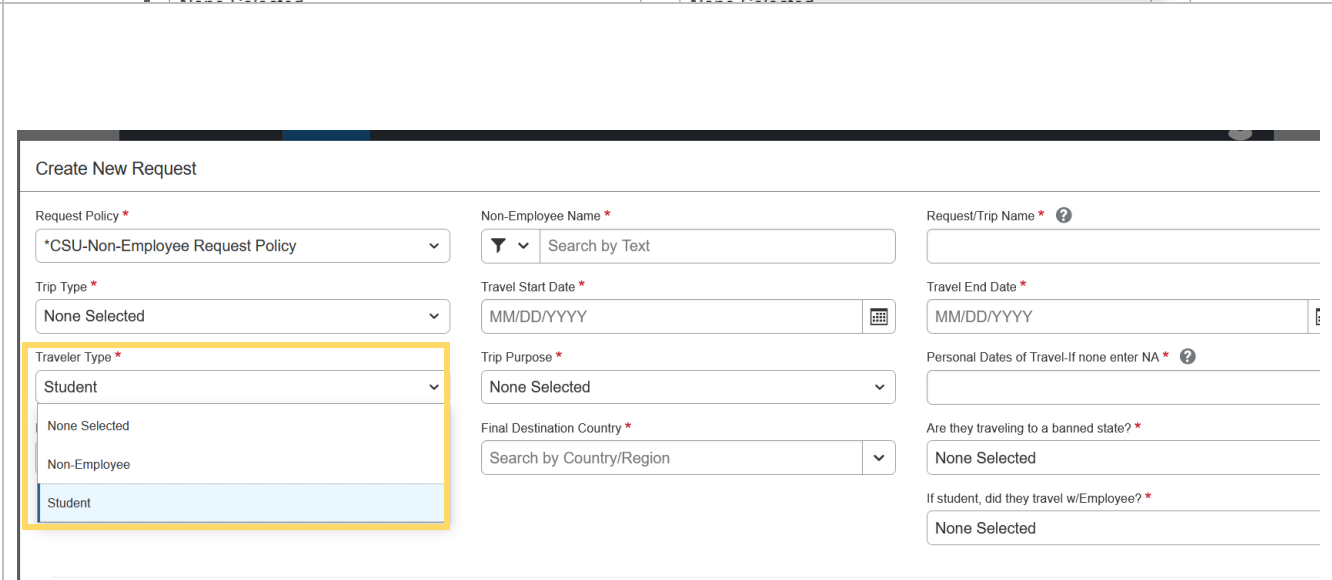 Create New Request
Request Policy *
Non-Employee Name *
Request/Trip Name * ?
*CSU-Non-Employee Request Policy
Search by Text
Trip Type *
Travel Start Date *
Travel End Date *
None Selected
MM/DD/YYYY
MM/DD/YYYY
Traveler Type *
Trip Purpose *
Personal Dates of Travel-If none enter NA * ?
Student
None Selected
None Selected
Non-Employee
Student
Final Destination Country *
Are they traveling to a banned state? *
Search by Country/Region
None Selected
If student, did they travel w/Employee? *
None Selected